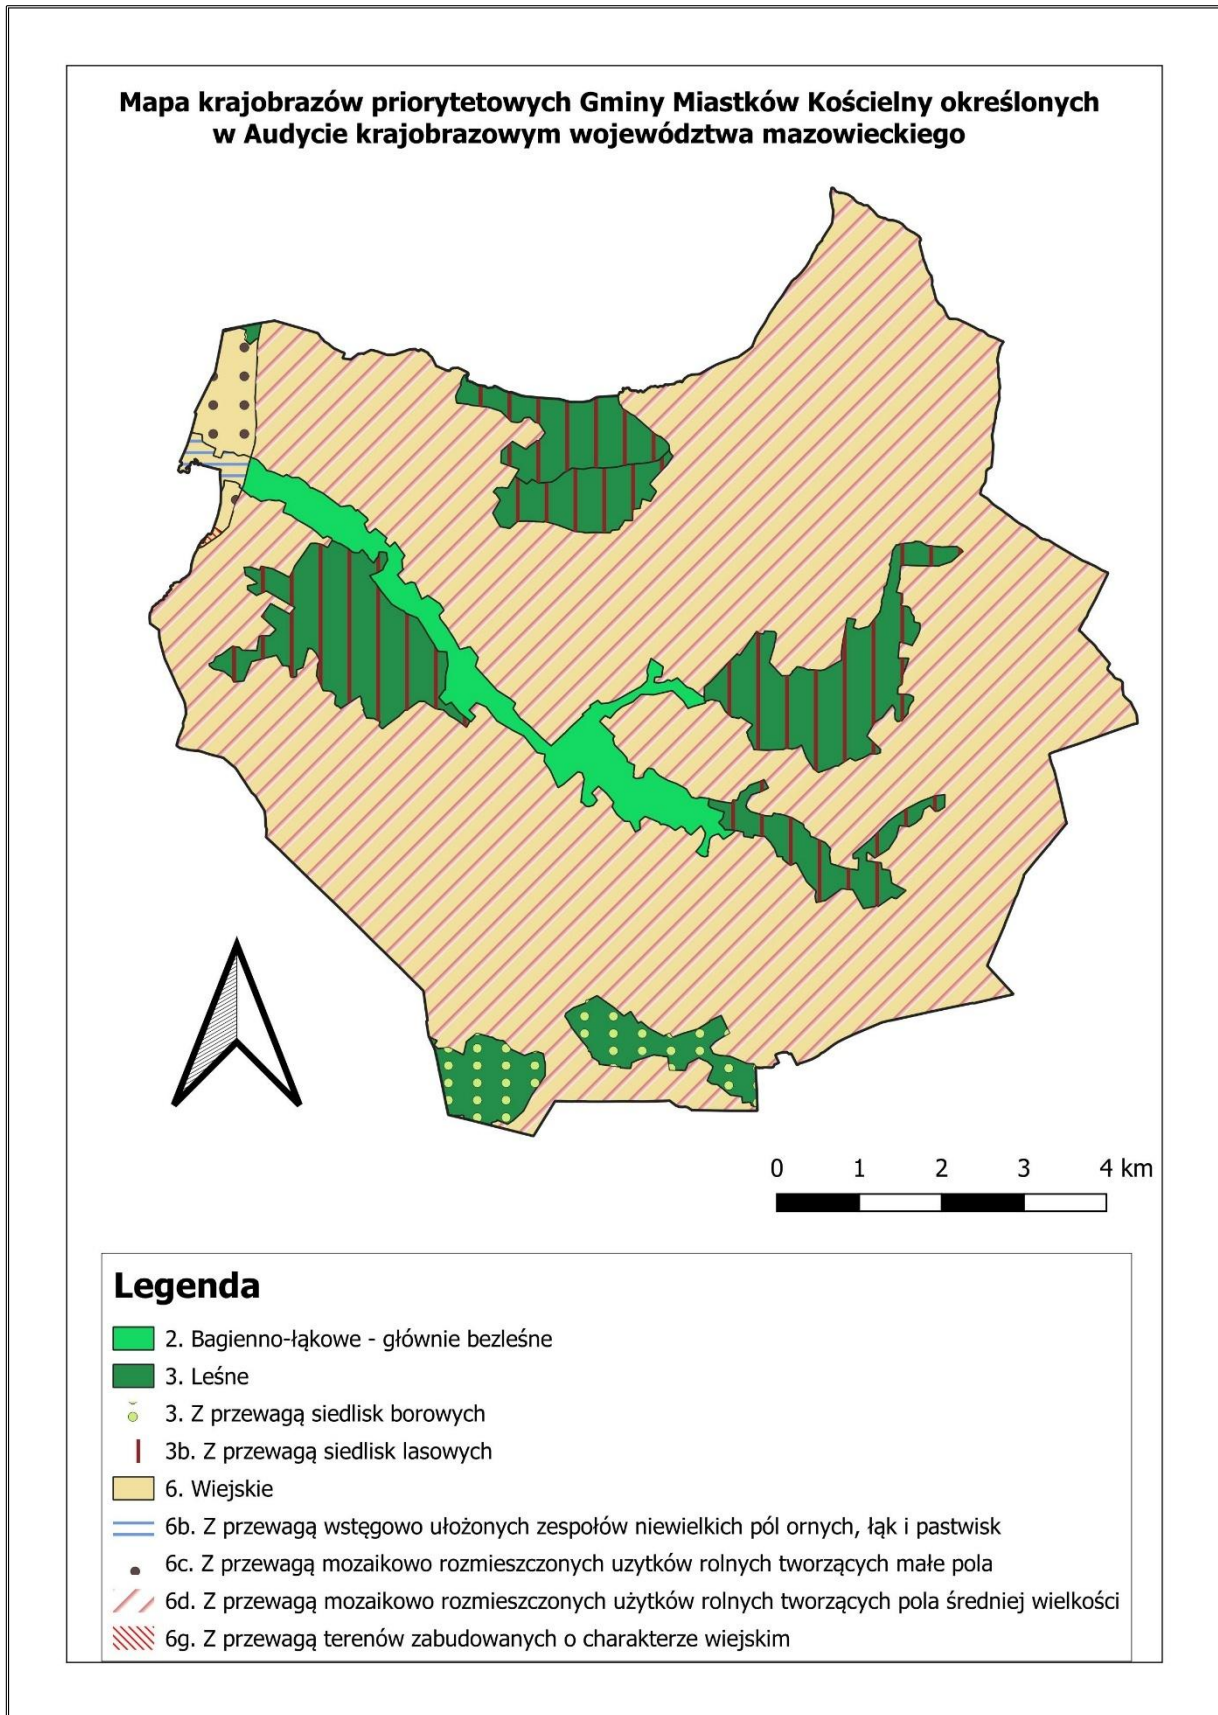 Mapa krajobrazów priorytetowych Gminy Miastków Kościelny określonych
w Audycie krajobrazowym województwa mazowieckiego
0 1 2 3 4 km
Legenda
2. Bagienno-łąkowe - głównie bezleśne
3. Leśne
3. Z przewagą siedlisk borowych
3b. Z przewagą siedlisk lasowych
6. Wiejskie
6b. Z przewagą wstęgowo ułożonych zespołów niewielkich pól ornych, łąk i pastwisk
6c. Z przewagą mozaikowo rozmieszczonych uzytków rolnych tworzących małe pola
6d. Z przewagą mozaikowo rozmieszczonych użytków rolnych tworzących pola średniej wielkości
6g. Z przewagą terenów zabudowanych o charakterze wiejskim